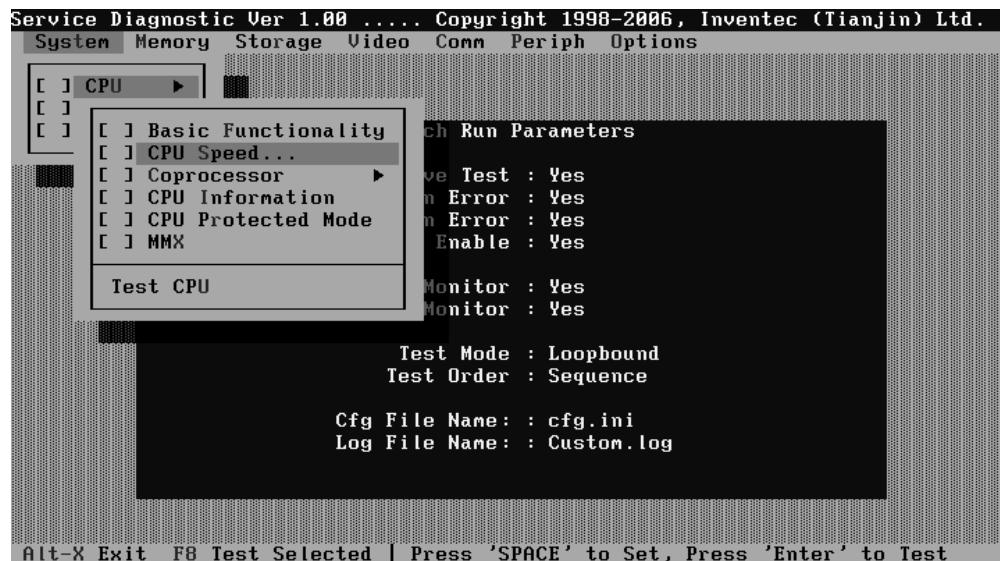 Service Diagnostic Ver 1.00 ..... Copyright 1998-2006, Inventec (Tianjin) Ltd.
System Memory Storage Video Comm Periph Options
[ ] CPU ►
[ ]
[ ]
[ ] Basic Functionality
[ ] CPU Speed...
[ ] Coprocessor ►
[ ] CPU Information
[ ] CPU Protected Mode
[ ] MMX
Test CPU
Run Parameters
Test : Yes
Error : Yes
Error : Yes
Enable : Yes
Monitor : Yes
Monitor : Yes
Test Mode : Loopbound
Test Order : Sequence
Cfg File Name: : cfg.ini
Log File Name: : Custom.log
Alt-X Exit F8 Test Selected | Press 'SPACE' to Set, Press 'Enter' to Test